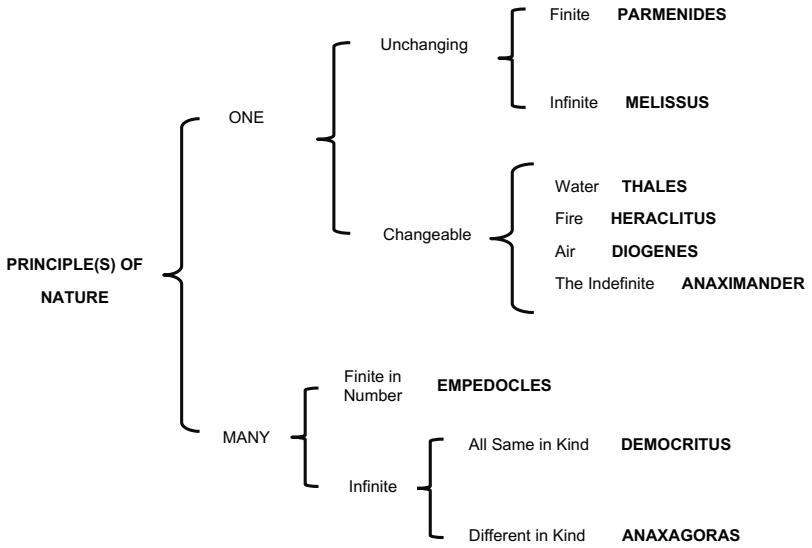 Finite PARMENIDES
Unchanging
Infinite MELISSUS
ONE
Water THALES
Fire HERACLITUS
Changeable
Air DIOGENES
PRINCIPLE(S) OF
NATURE
The Indefinite ANAXIMANDER
Finite in
Number
EMPEDOCLES
MANY
All Same in Kind DEMOCRITUS
Infinite
Different in Kind ANAXAGORAS